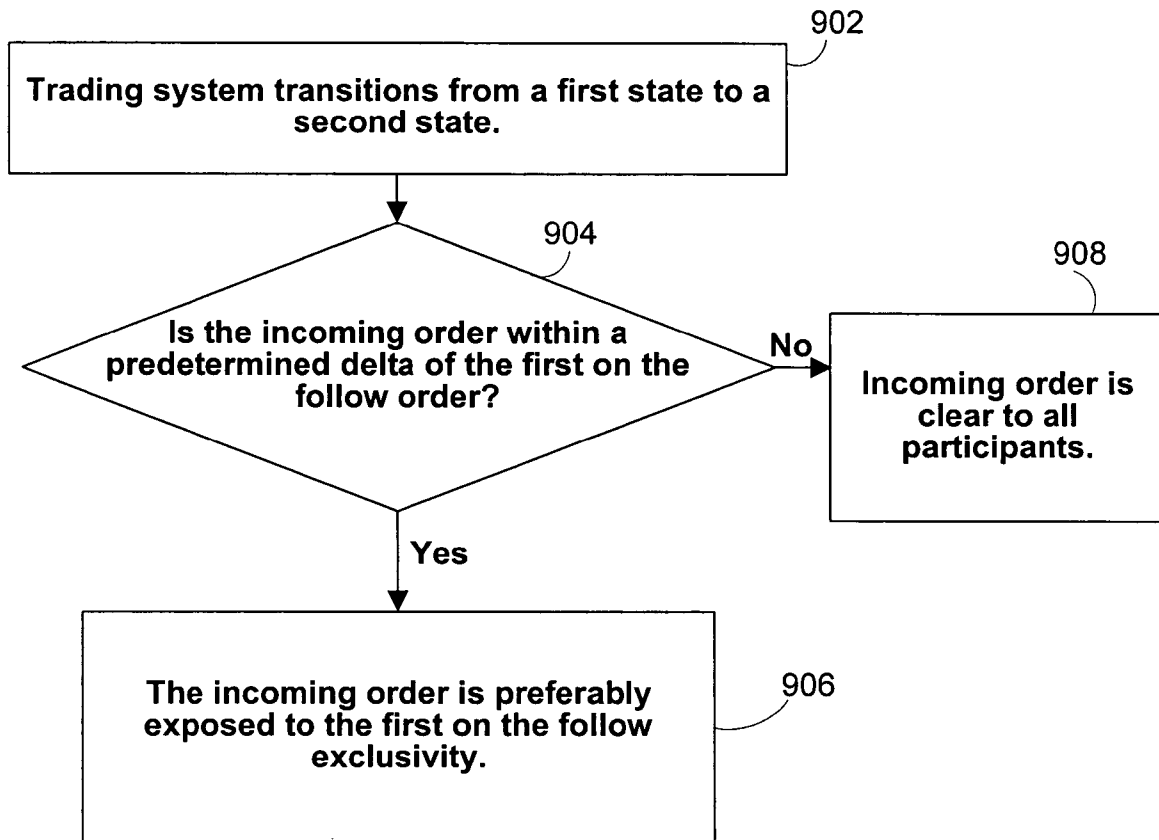 902
Trading system transitions from a first state to a
second state.
904
908
Is the incoming order within a
predetermined delta of the first on the
follow order?
No
Incoming order is
clear to all
participants.
Yes
The incoming order is preferably
exposed to the first on the follow
exclusivity.
906